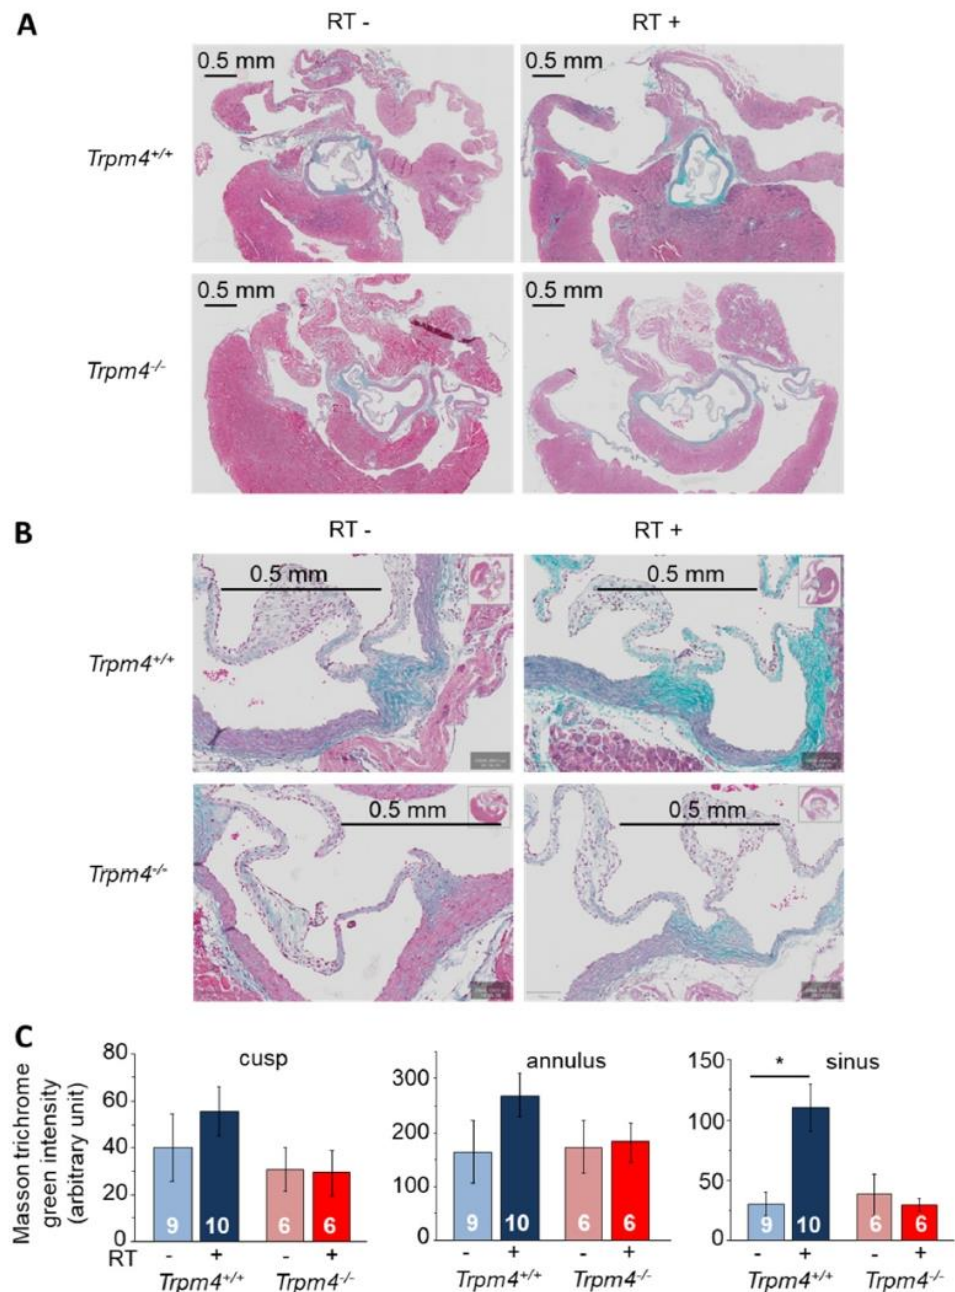 A
RT -
RT +
0.5 mm
0.5 mm
Trpm4+/+
0.5 mm
0.5 mm
Trpm4-/-
B
RT -
RT +
0.5 mm
0.5 mm
Trpm4+/+
0.5 mm
0.5 mm
Trpm4-/-
C
Masson trichrome
green intensity
(arbitrary unit)
cusp
80
60
40
20
0
9
10
6
6
RT
-
+
-
+
Trpm4+/+
Trpm4-/-
annulus
300
150
100
0
9
10
6
6
-
+
-
+
Trpm4+/+
Trpm4-/-
sinus
150
100
50
0
*
9
10
6
6
-
+
-
+
Trpm4+/+
Trpm4-/-